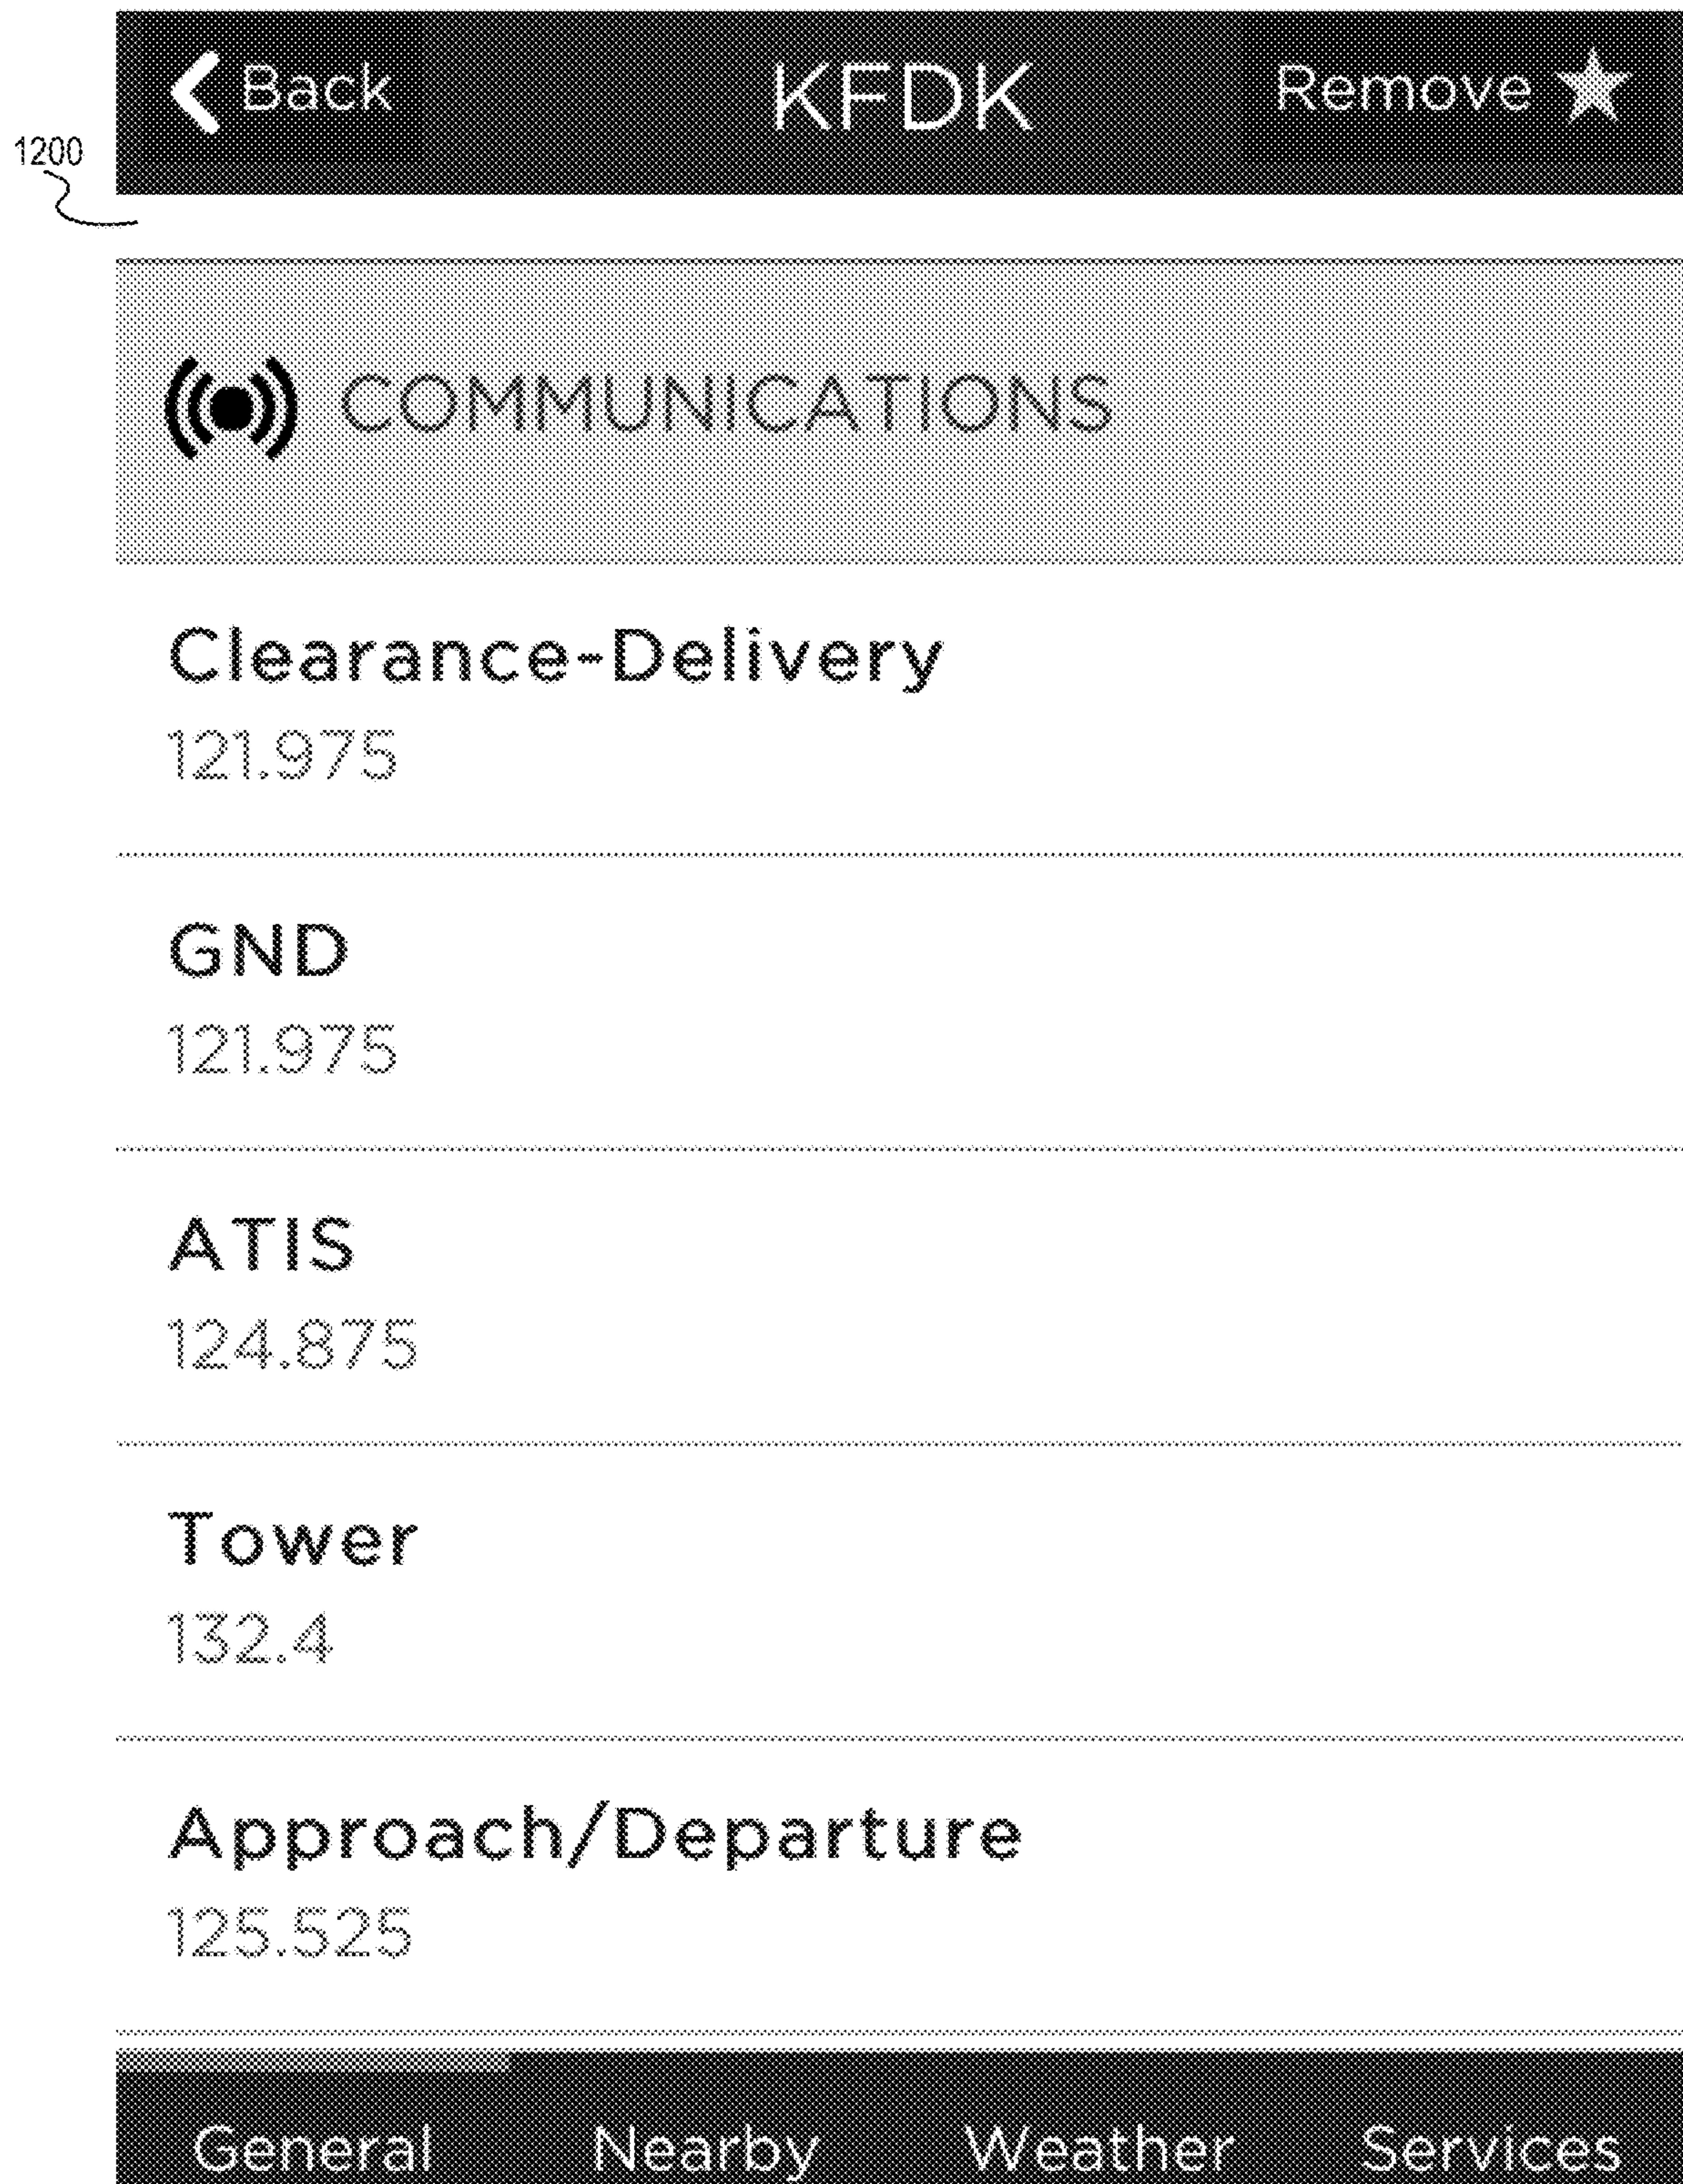 Back KFDK Remove
1200
COMMUNICATIONS
Clearance-Delivery
121.975
GND
121.975
ATIS
124.875
Tower
132.4
Approach/Departure
125.525
General Nearby Weather Services